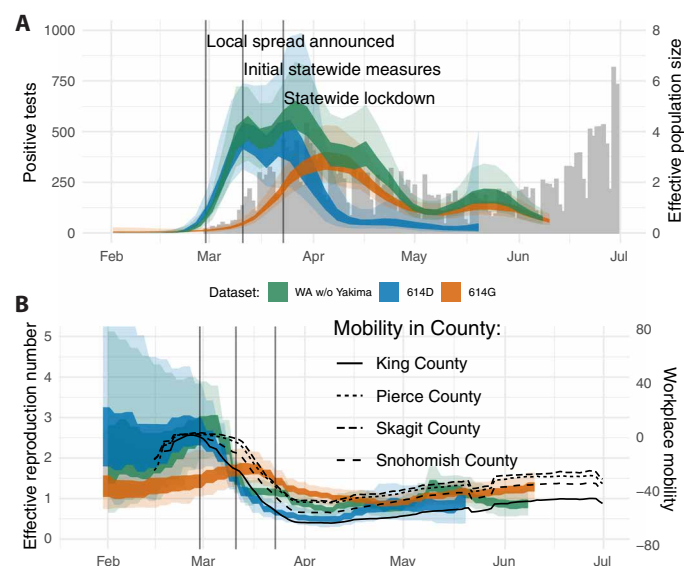 A
Local spread announced
Initial statewide measures
Statewide lockdown
Positive tests
1000
750
500
250
0
Effective population size
8
6
4
2
0
Feb Mar Apr May Jun Jul
Dataset: WA w/o Yakima 614D 614G
B
Mobility in County:
King County
Pierce County
Skagit County
Snohomish County
Effective reproduction number
5
4
3
2
1
0
Workplace mobility
80
40
0
−40
−80
Feb Mar Apr May Jun Jul